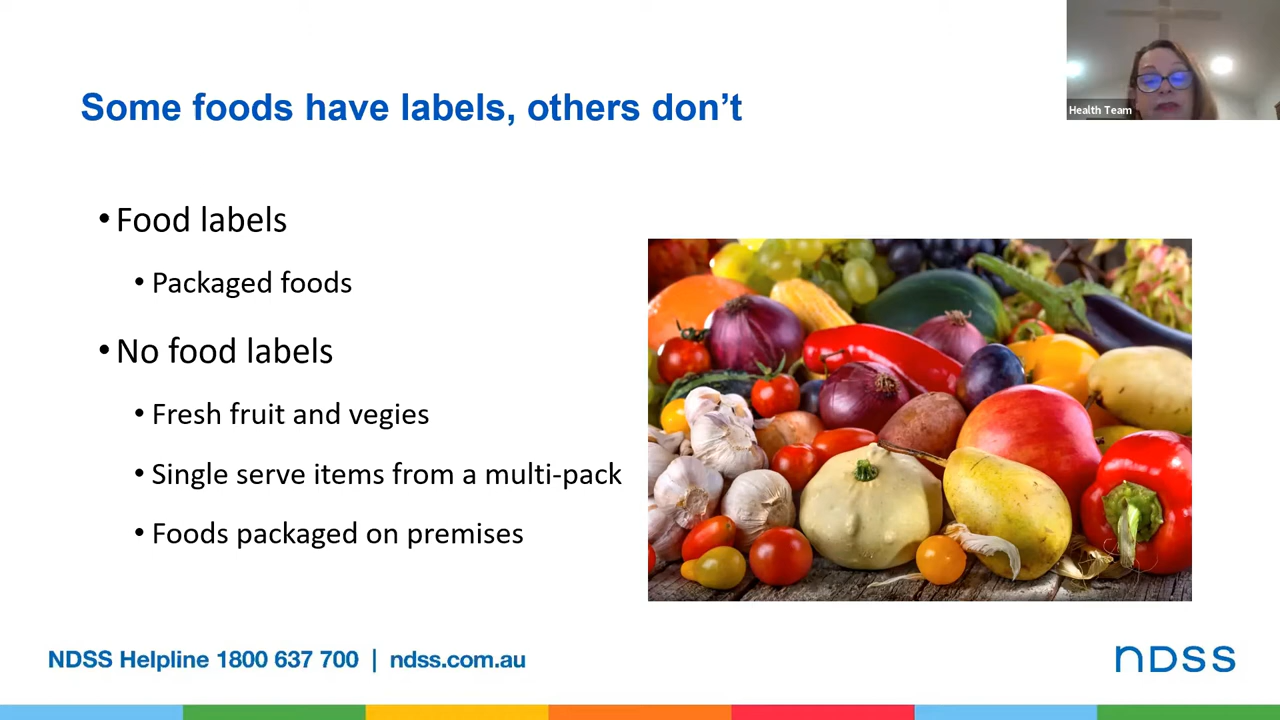 Some foods have labels, others don’t
Health Team
• Food labels
• Packaged foods
• No food labels
• Fresh fruit and vegies
• Single serve items from a multi-pack
• Foods packaged on premises
NDSS Helpline 1800 637 700 | ndss.com.au
ndss